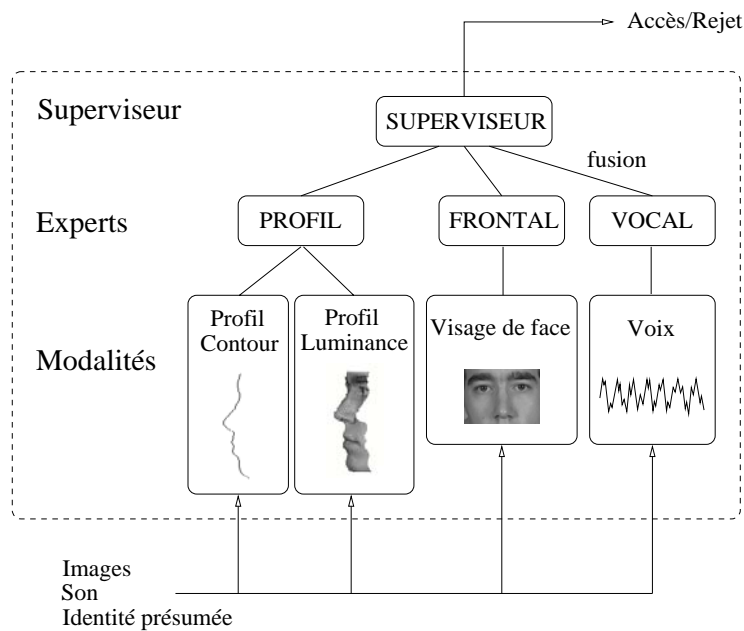 Accès/Rejet
Superviseur
SUPERVISEUR
fusion
Experts
PROFIL
FRONTAL
VOCAL
Modalités
Profil
Contour
Profil
Luminance
Visage de face
Voix
Images
Son
Identité présumée